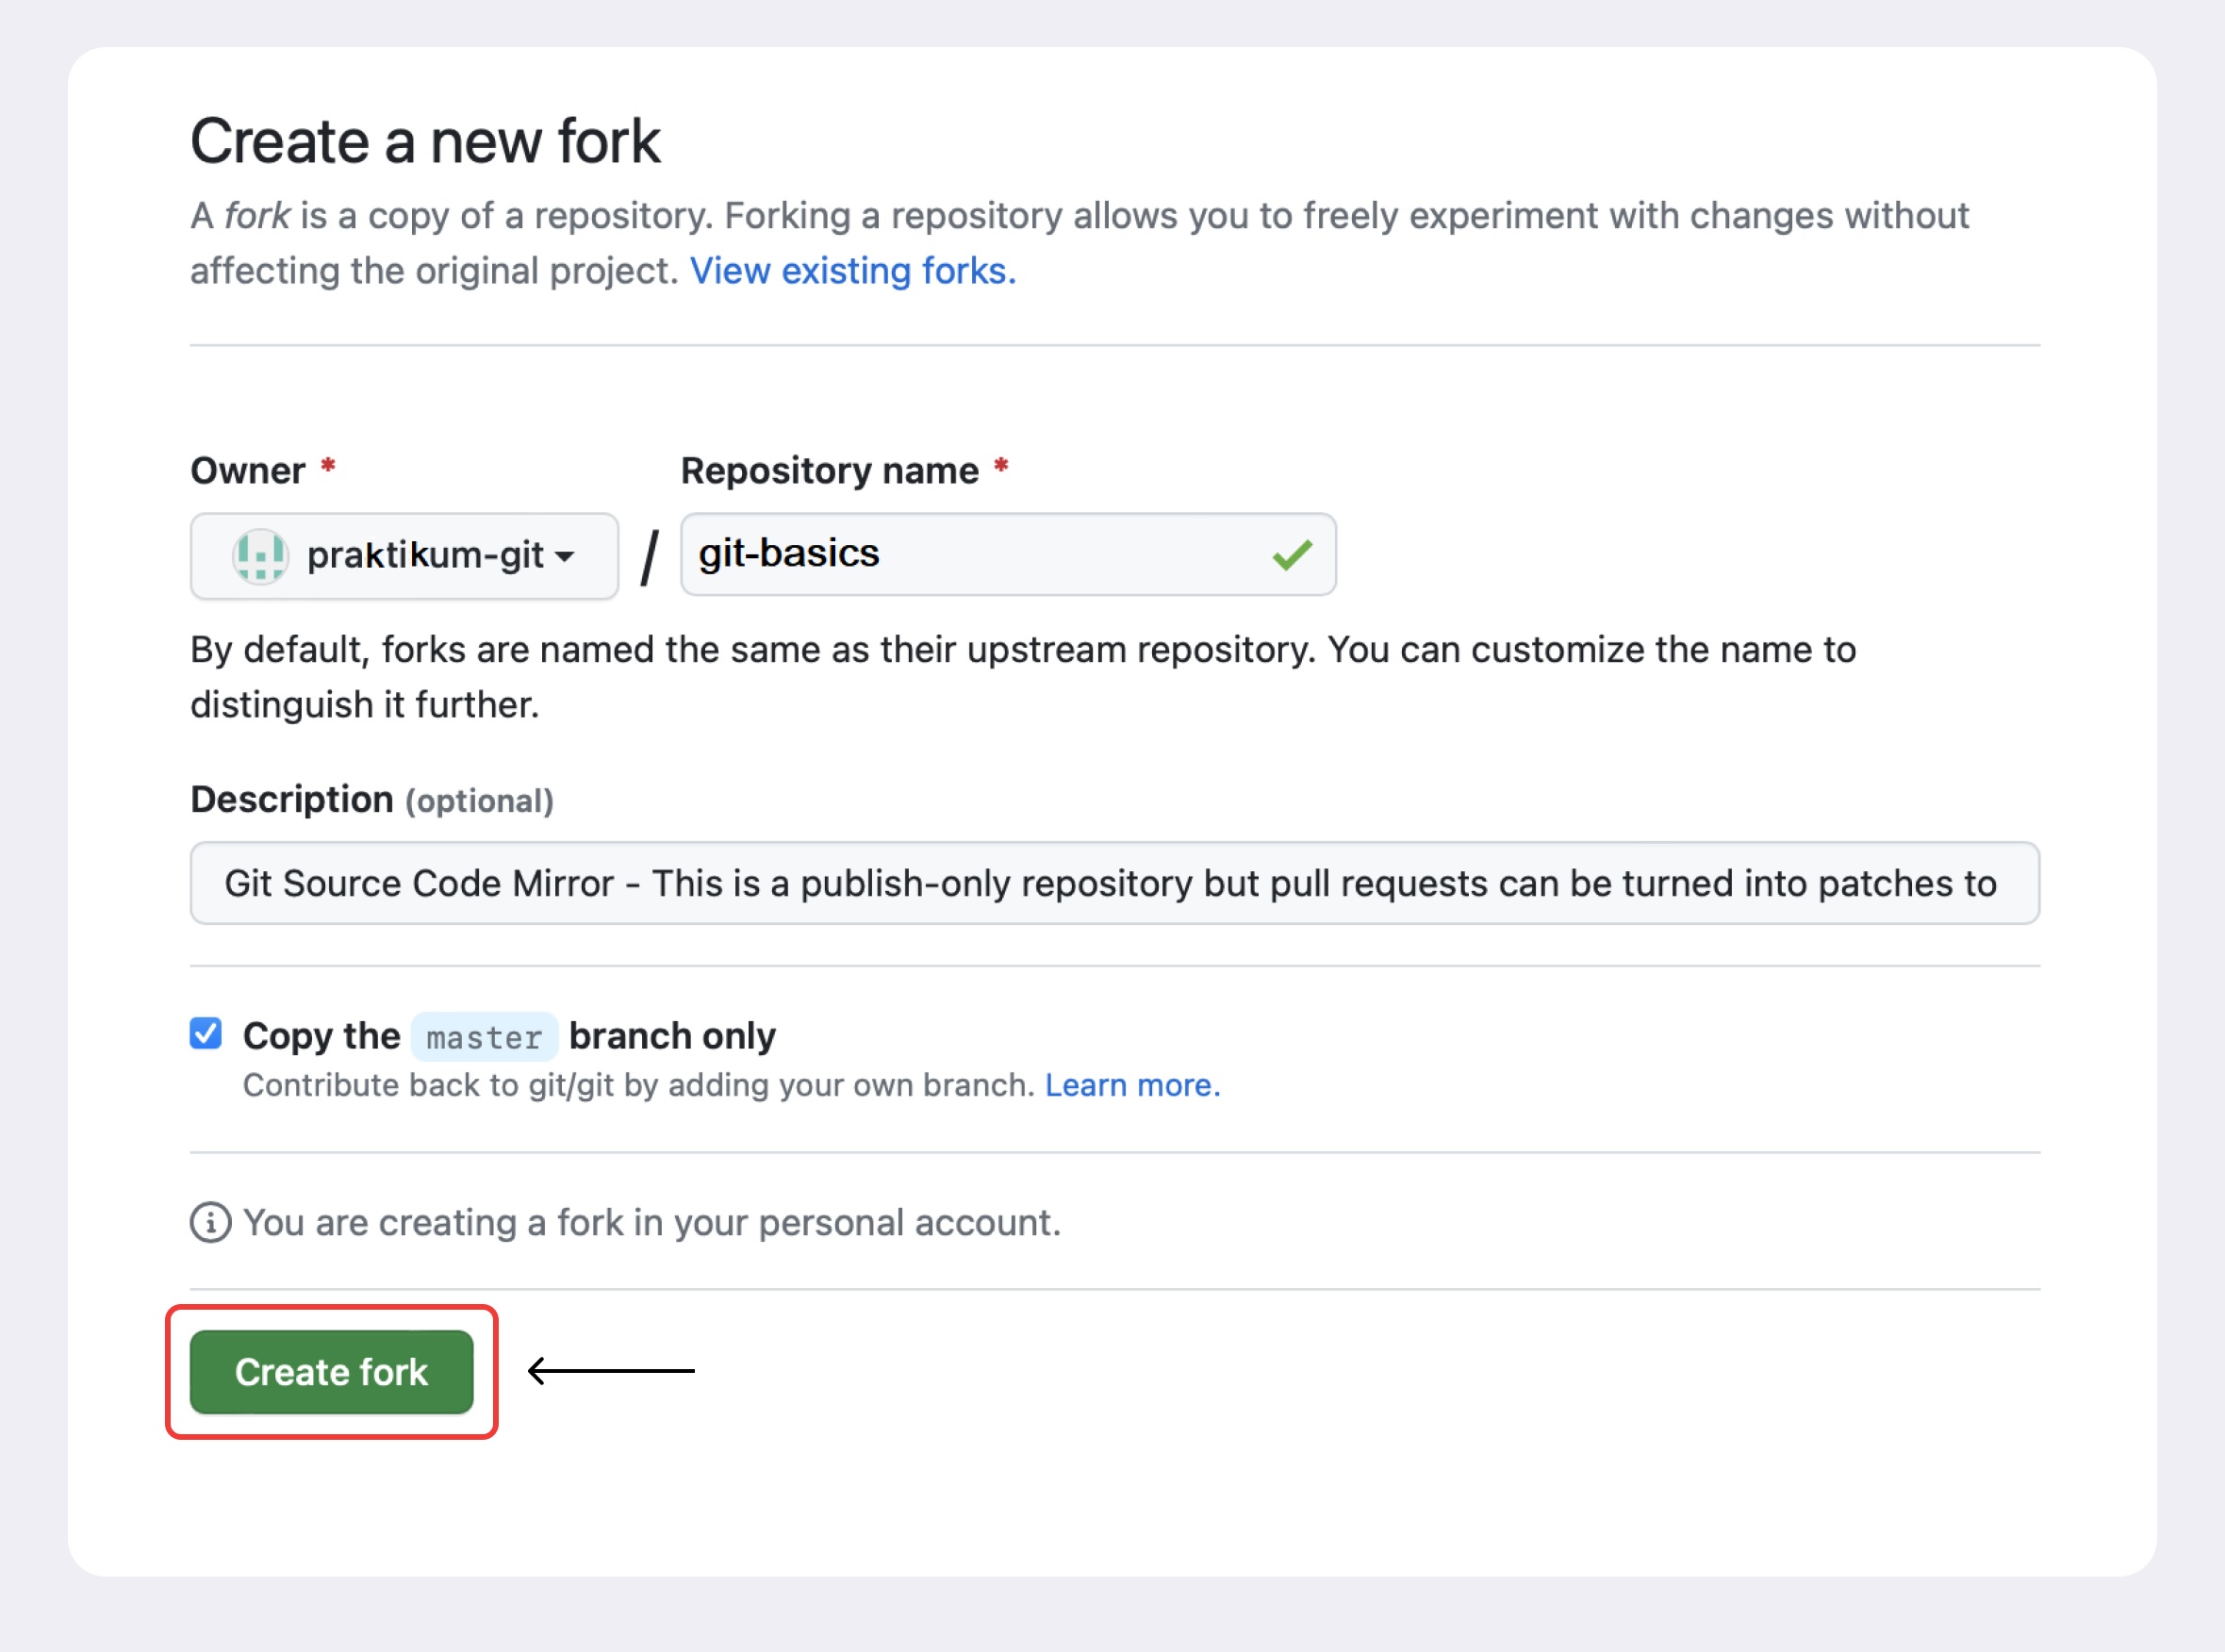 Create a new fork
A fork is a copy of a repository. Forking a repository allows you to freely experiment with changes without
affecting the original project. View existing forks.
Owner * Repository name *
praktikum-git / git-basics
By default, forks are named the same as their upstream repository. You can customize the name to
distinguish it further.
Description (optional)
Git Source Code Mirror - This is a publish-only repository but pull requests can be turned into patches to
Copy the master branch only
Contribute back to git/git by adding your own branch. Learn more.
You are creating a fork in your personal account.
Create fork